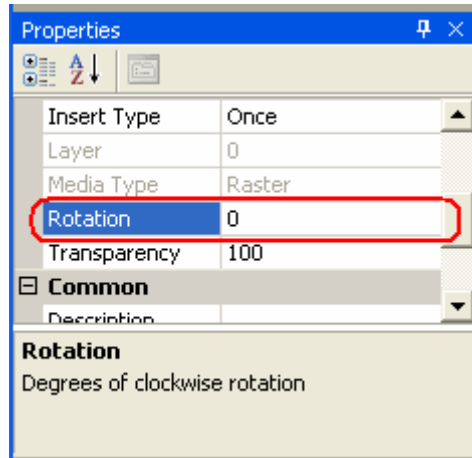 Properties
Insert Type Once
Layer 0
Media Type Raster
Rotation 0
Transparency 100
Common
Description
Rotation
Degrees of clockwise rotation